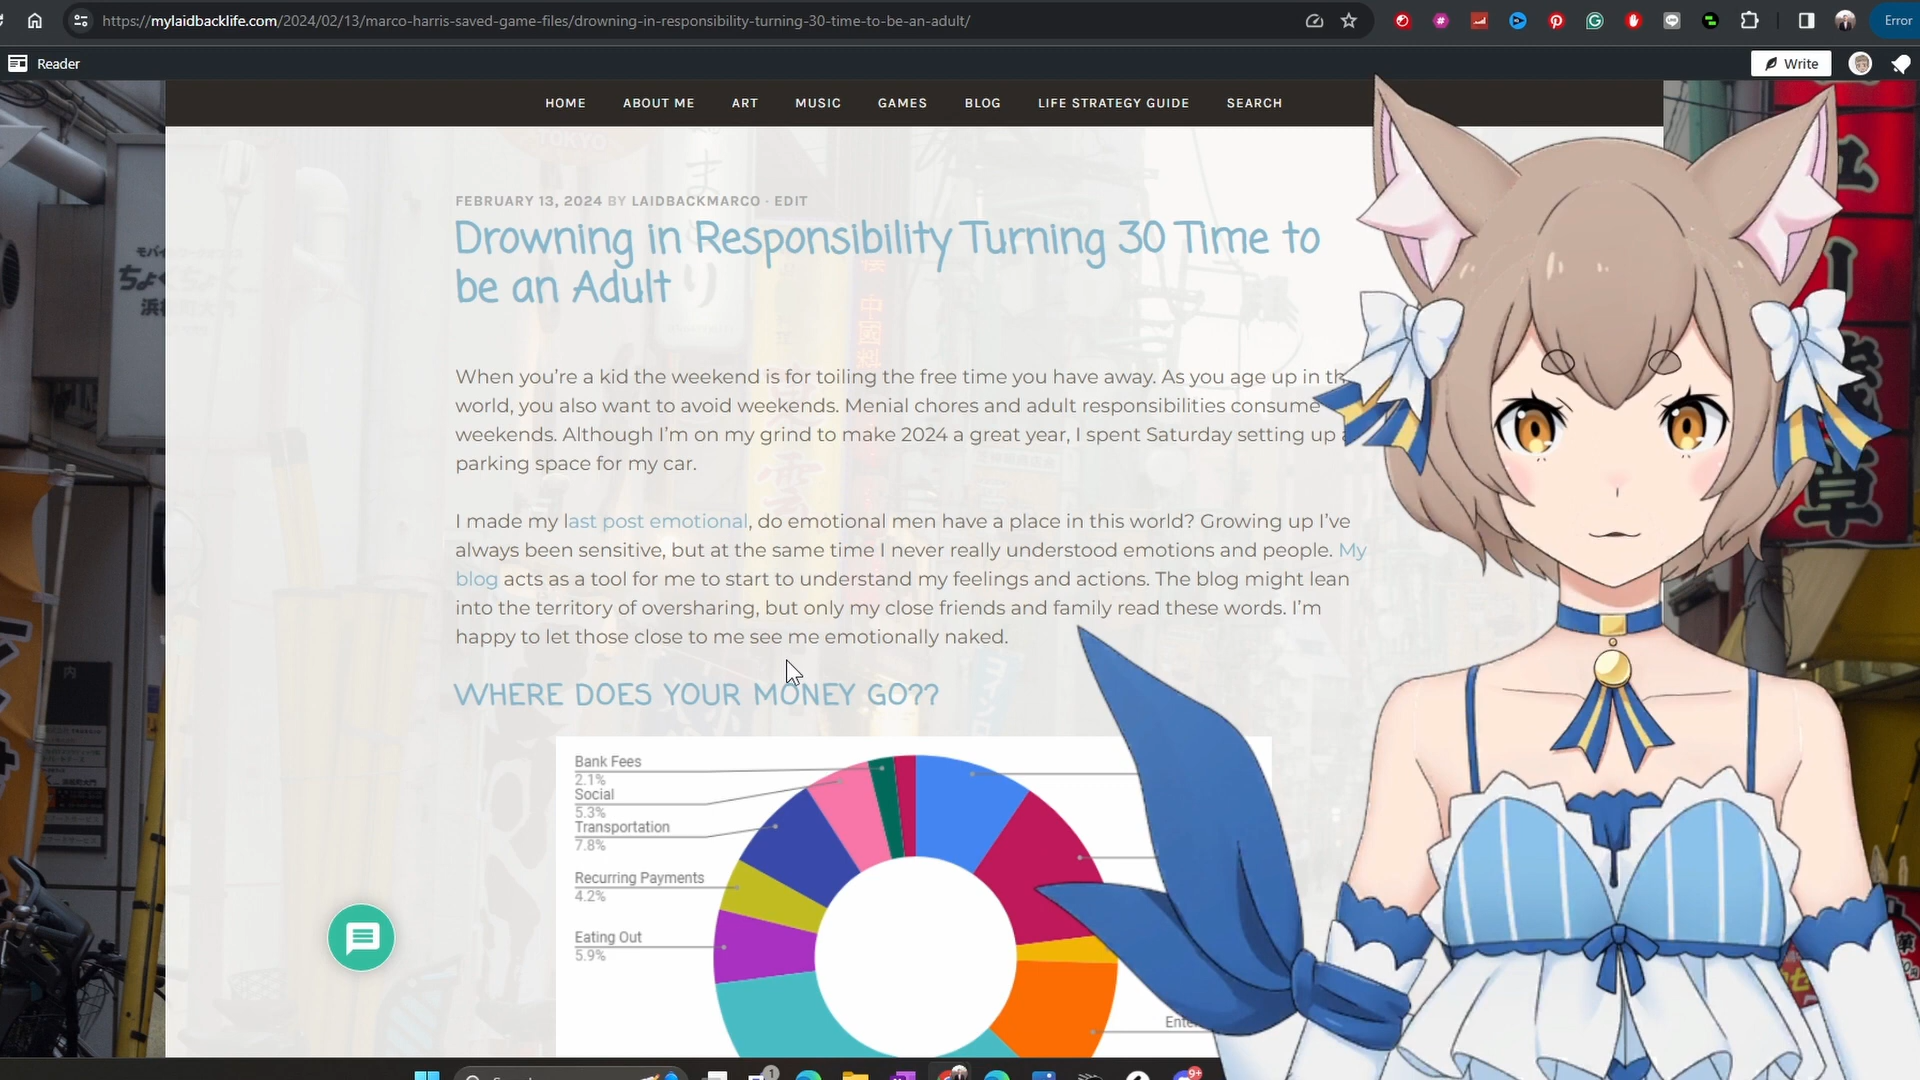 https://mylaidbacklife.com/2024/02/13/marco-harris-saved-game-files/drowning-in-responsibility-turning-30-time-to-be-an-adult/
Error
Reader
Write
HOME ABOUT ME ART MUSIC GAMES BLOG LIFE STRATEGY GUIDE SEARCH
FEBRUARY 13, 2024 BY LAIDBACKMARCO · EDIT
Drowning in Responsibility Turning 30 Time to
be an Adult
When you're a kid the weekend is for toiling the free time you have away. As you age up in th
world, you also want to avoid weekends. Menial chores and adult responsibilities consume
weekends. Although I'm on my grind to make 2024 a great year, I spent Saturday setting up a
parking space for my car.
I made my last post emotional, do emotional men have a place in this world? Growing up I've
always been sensitive, but at the same time I never really understood emotions and people. My
blog acts as a tool for me to start to understand my feelings and actions. The blog might lean
into the territory of oversharing, but only my close friends and family read these words. I'm
happy to let those close to me see me emotionally naked.
WHERE DOES YOUR MONEY GO??
Bank Fees
2.1%
Social
5.3%
Transportation
7.8%
Recurring Payments
4.2%
Eating Out
5.9%
Ente
1
9+